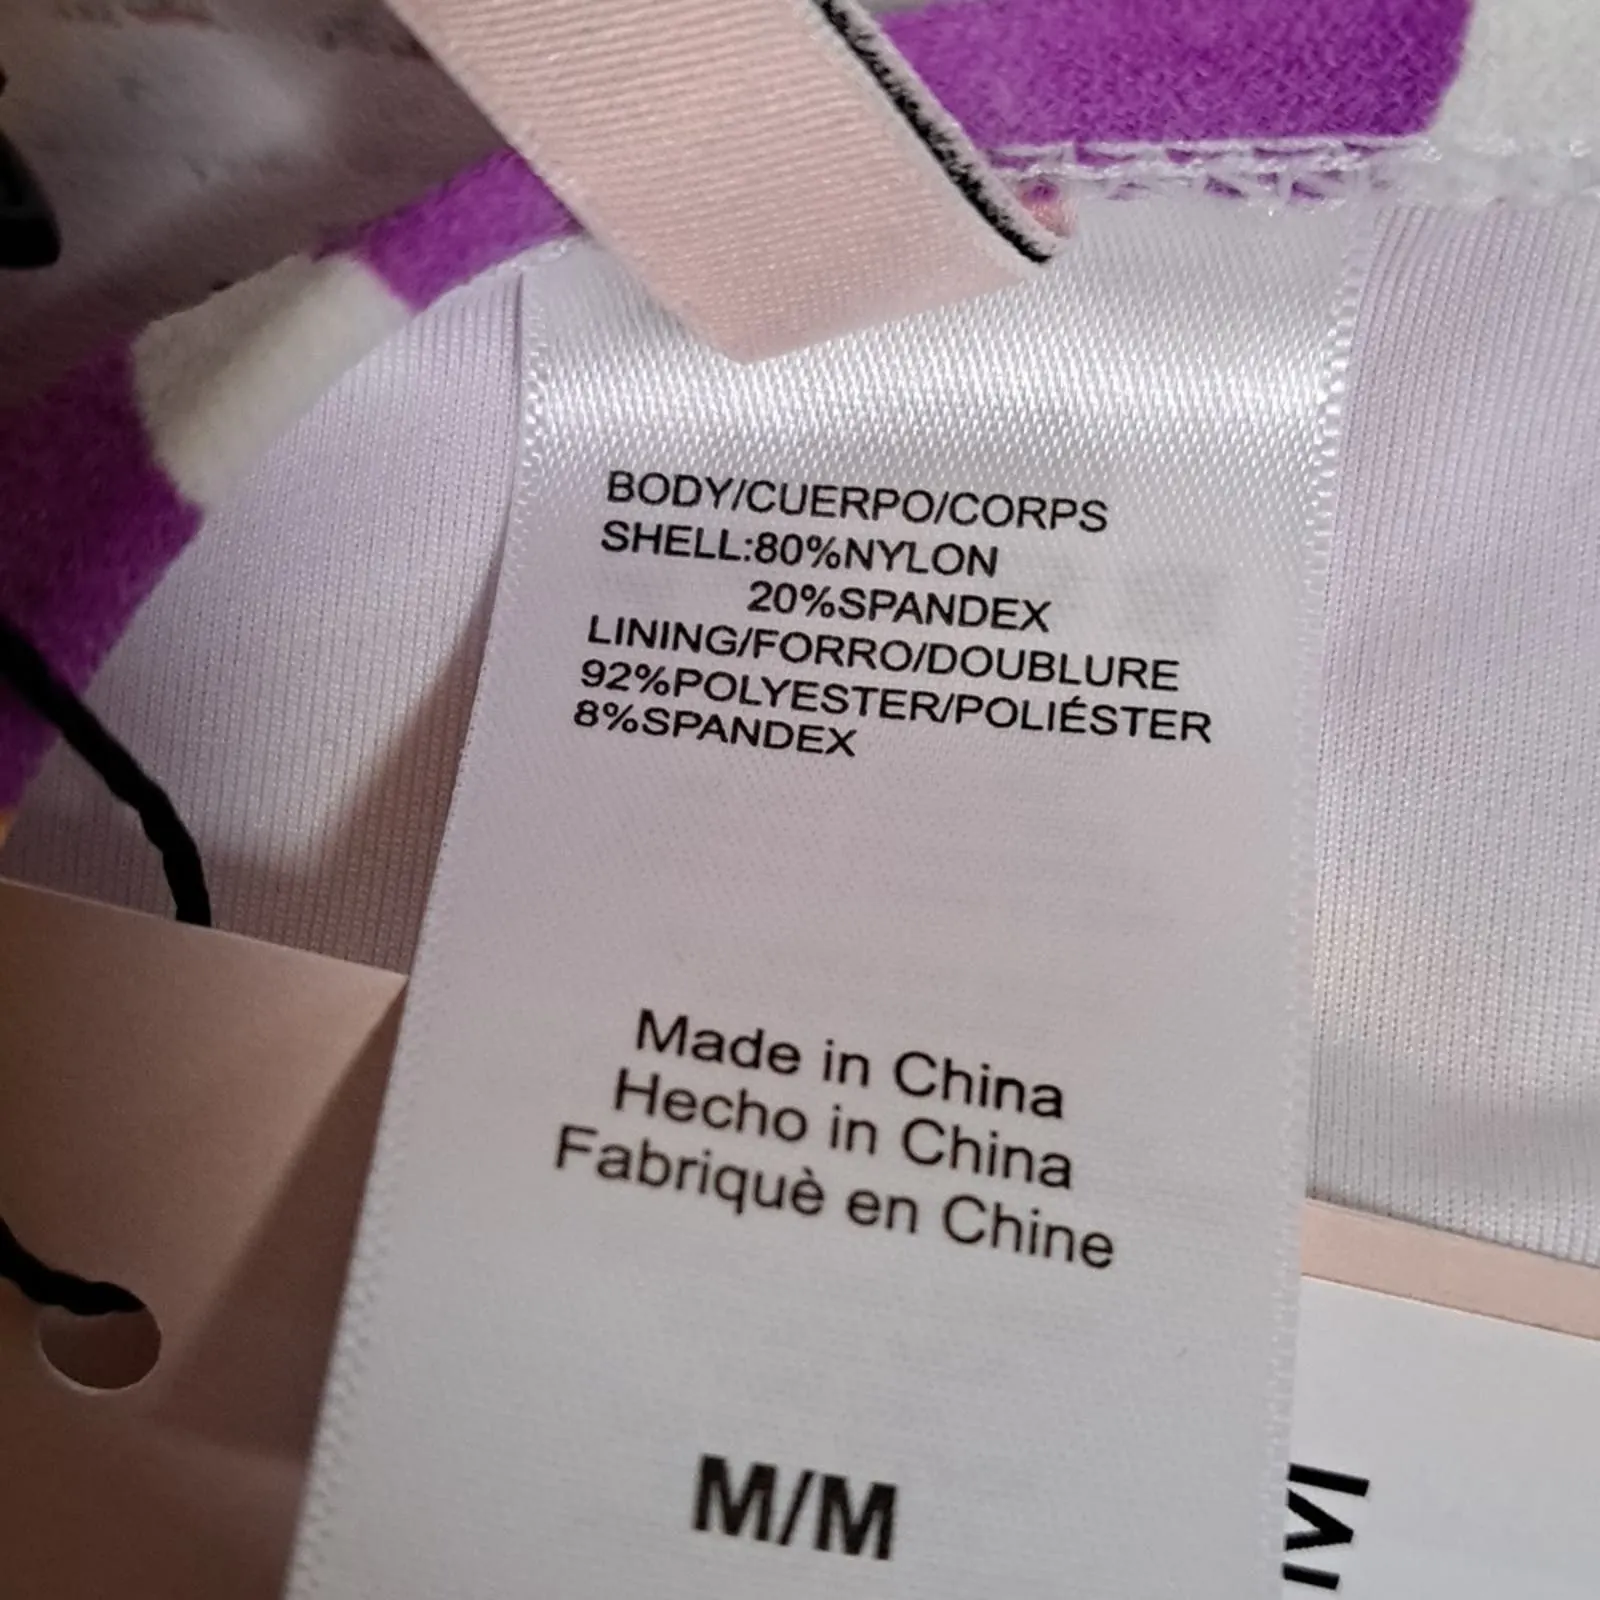 BODY/CUERPO/CORPS
SHELL:80%NYLON
20%SPANDEX
LINING/FORRO/DOUBLURE
92%POLYESTER/POLIÉSTER
8%SPANDEX
Made in China
Hecho in China
Fabriquè en Chine
M/M